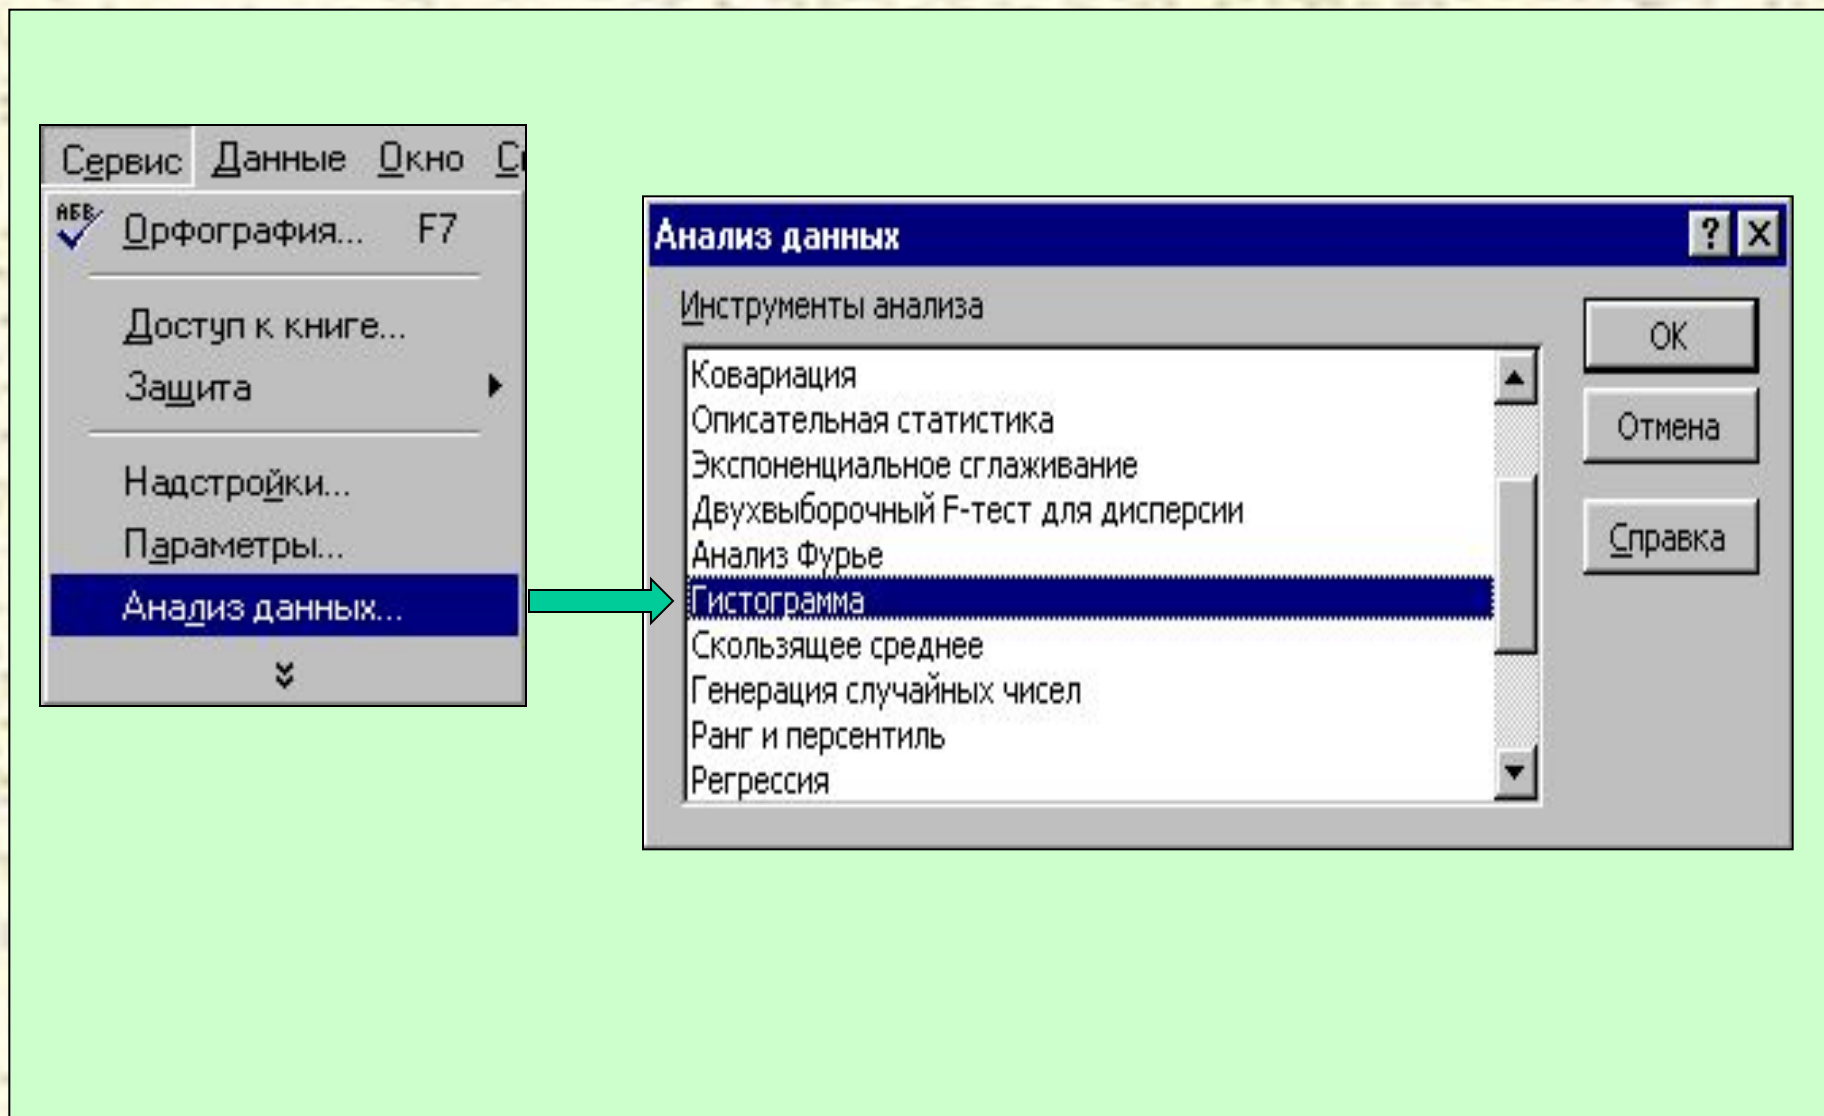 Сервис Данные Окно
АБВ
Орфография... F7
Доступ к книге...
Защита
Надстройки...
Параметры...
Анализ данных...
Анализ данных
Инструменты анализа
Ковариация
Описательная статистика
Экспоненциальное сглаживание
Двухвыборочный F-тест для дисперсии
Анализ Фурье
Гистограмма
Скользящее среднее
Генерация случайных чисел
Ранг и персентиль
Регрессия
OK
Отмена
Справка